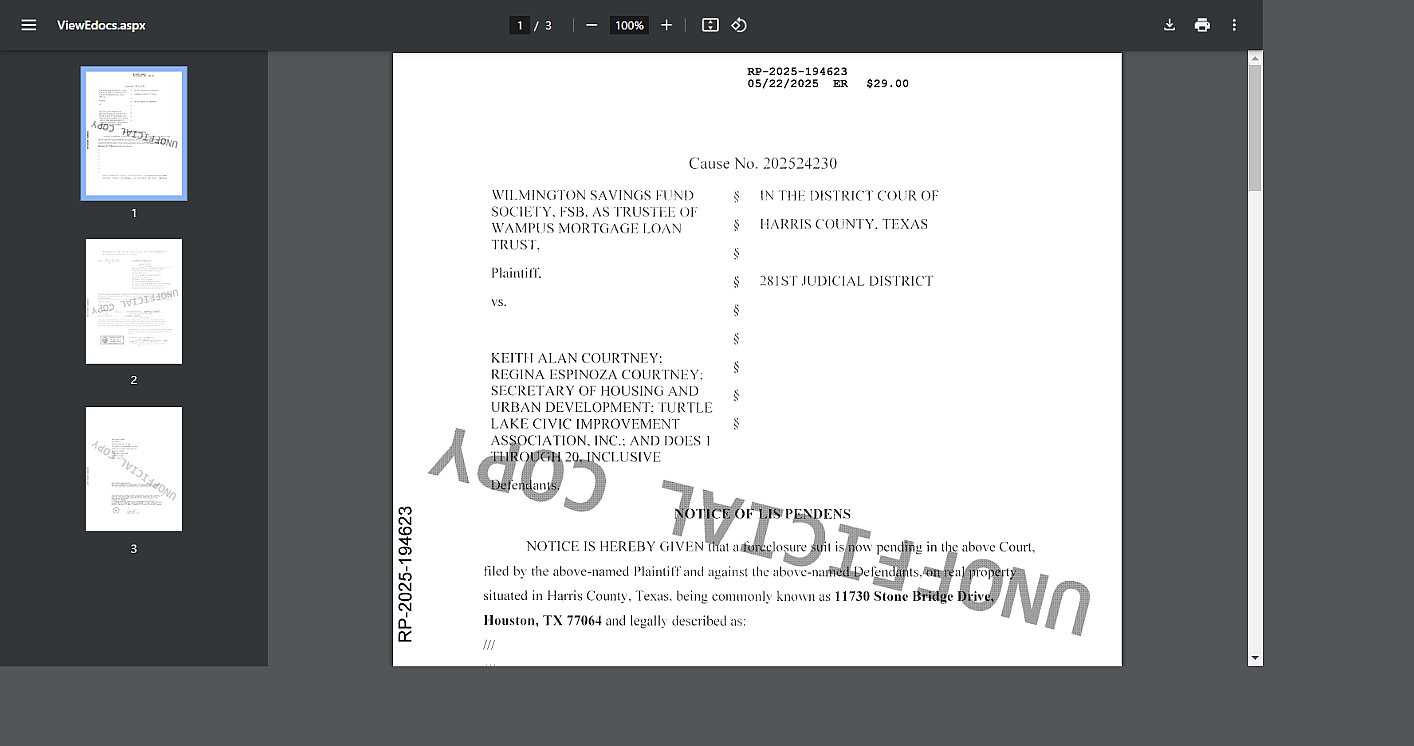 ViewEdocs.aspx
1 / 3
100%
1
2
3
RP-2025-194623
05/22/2025 ER $29.00
Cause No. 202524230
WILMINGTON SAVINGS FUND
SOCIETY, FSB, AS TRUSTEE OF
WAMPUS MORTGAGE LOAN
TRUST,
Plaintiff,
vs.
KEITH ALAN COURTNEY;
REGINA ESPINOZA COURTNEY;
SECRETARY OF HOUSING AND
URBAN DEVELOPMENT; TURTLE
LAKE CIVIC IMPROVEMENT
ASSOCIATION, INC.; AND DOES 1
THROUGH 20, INCLUSIVE
Defendants.
§
§
§
§
§
§
§
§
§
IN THE DISTRICT COUR OF
HARRIS COUNTY, TEXAS
281ST JUDICIAL DISTRICT
NOTICE OF LIS PENDENS
NOTICE IS HEREBY GIVEN that a foreclosure suit is now pending in the above Court,
filed by the above-named Plaintiff and against the above-named Defendants, on real property
situated in Harris County, Texas, being commonly known as 11730 Stone Bridge Drive,
Houston, TX 77064 and legally described as:
///
RP-2025-194623
UNOFFICIAL COPY
UNOFFICIAL COPY
UNOFFICIAL COPY
UNOFFICIAL COPY